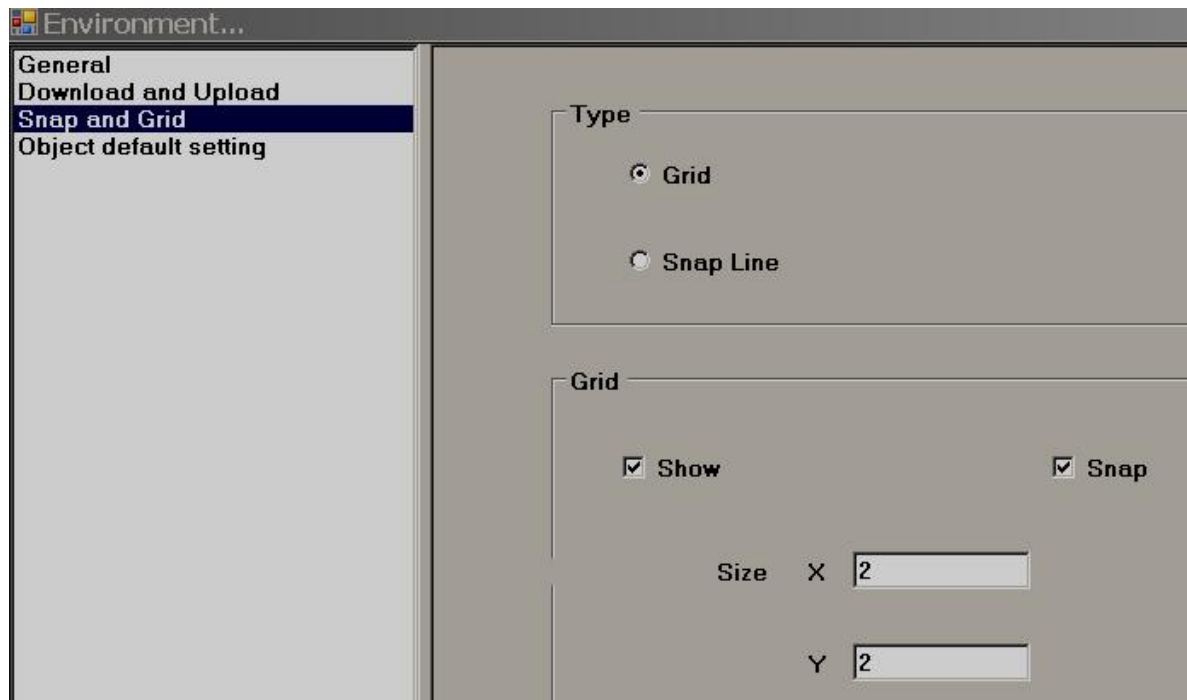 Environment...
General
Download and Upload
Snap and Grid
Object default setting
Type
Grid
Snap Line
Grid
Show
Snap
Size X 2
Y 2